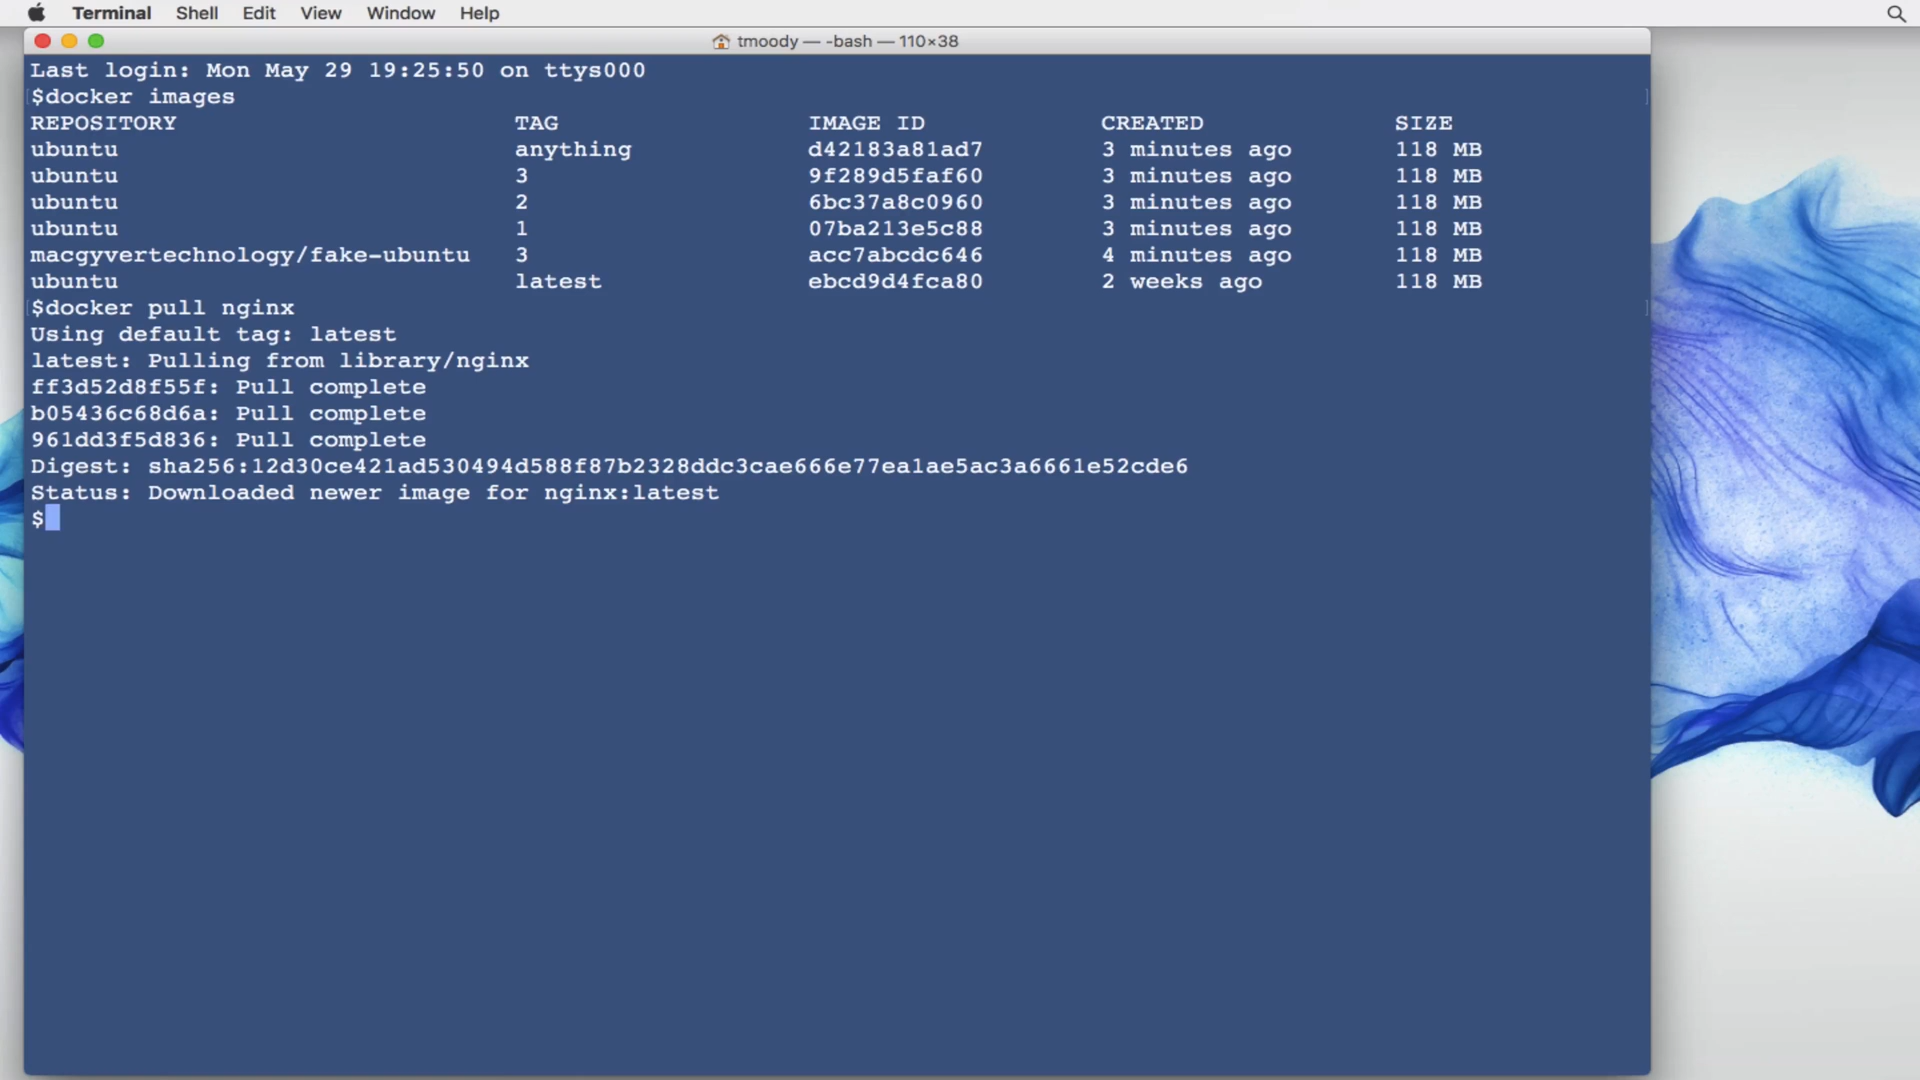 Terminal Shell Edit View Window Help
tmoody — -bash — 110×38
Last login: Mon May 29 19:25:50 on ttys000
$docker images
REPOSITORY TAG IMAGE ID CREATED SIZE
ubuntu anything d42183a81ad7 3 minutes ago 118 MB
ubuntu 3 9f289d5faf60 3 minutes ago 118 MB
ubuntu 2 6bc37a8c0960 3 minutes ago 118 MB
ubuntu 1 07ba213e5c88 3 minutes ago 118 MB
macgyvertechnology/fake-ubuntu 3 acc7abcdc646 4 minutes ago 118 MB
ubuntu latest ebcd9d4fca80 2 weeks ago 118 MB
$docker pull nginx
Using default tag: latest
latest: Pulling from library/nginx
ff3d52d8f55f: Pull complete
b05436c68d6a: Pull complete
961dd3f5d836: Pull complete
Digest: sha256:12d30ce421ad530494d588f87b2328ddc3cae666e77ea1ae5ac3a6661e52cde6
Status: Downloaded newer image for nginx:latest
$